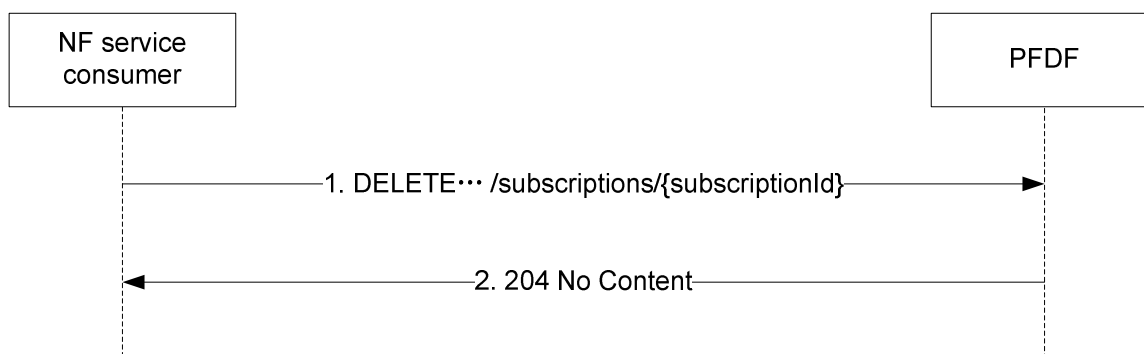 NF service
consumer
PFDF
1. DELETE··· /subscriptions/{subscriptionId}
2. 204 No Content